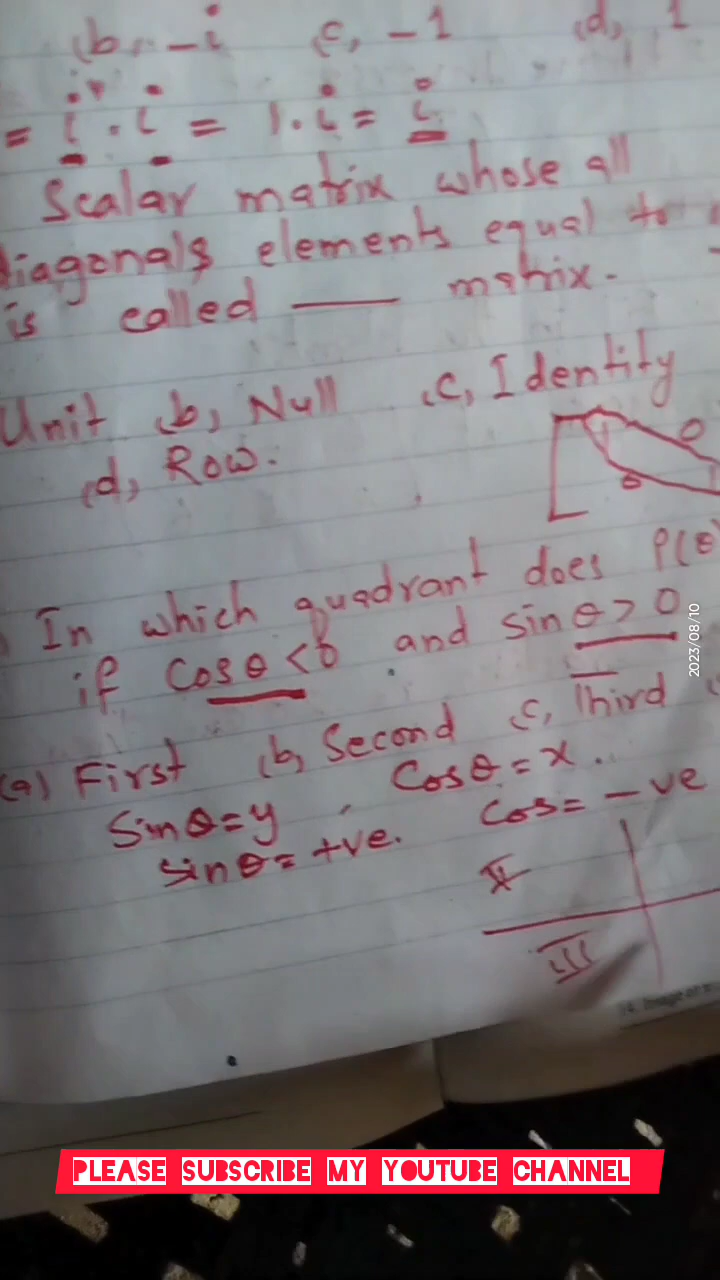 (b, -i (c, -1 (d, 1
= i⁴ . i = 1. i = i
Scalar matrix whose all
diagonals elements equal to
is called ___ matrix.
Unit (b, Null (c, Identity
(d, Row.
In which quadrant does P(θ)
if Cosθ <0 and sinθ > 0
(a) First (b, Second (c, Third
Sinθ=y , Cosθ = x .
sinθ= +ve. Cos= -ve
II
III
2023/08/10
PLEASE SUBSCRIBE MY YOUTUBE CHANNEL